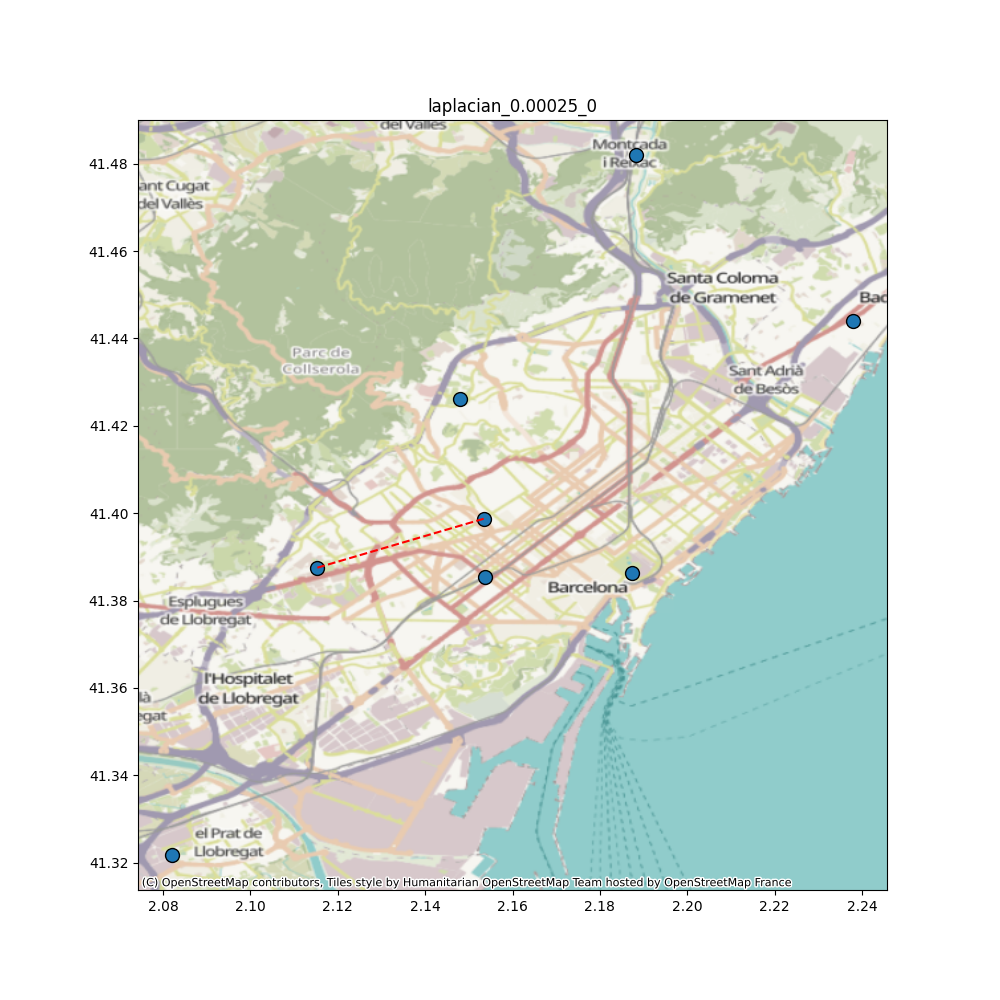 laplacian_0.00025_0
del Vallès
Montcada
i Reixac
ant Cugat
del Vallès
Santa Coloma
de Gramenet
Bad
Parc de
Collserola
Sant Adrià
de Besòs
Barcelona
Esplugues
de Llobregat
l'Hospitalet
de Llobregat
là
egat
el Prat de
Llobregat
(C) OpenStreetMap contributors, Tiles style by Humanitarian OpenStreetMap Team hosted by OpenStreetMap France
41.48
41.46
41.44
41.42
41.40
41.38
41.36
41.34
41.32
2.08 2.10 2.12 2.14 2.16 2.18 2.20 2.22 2.24